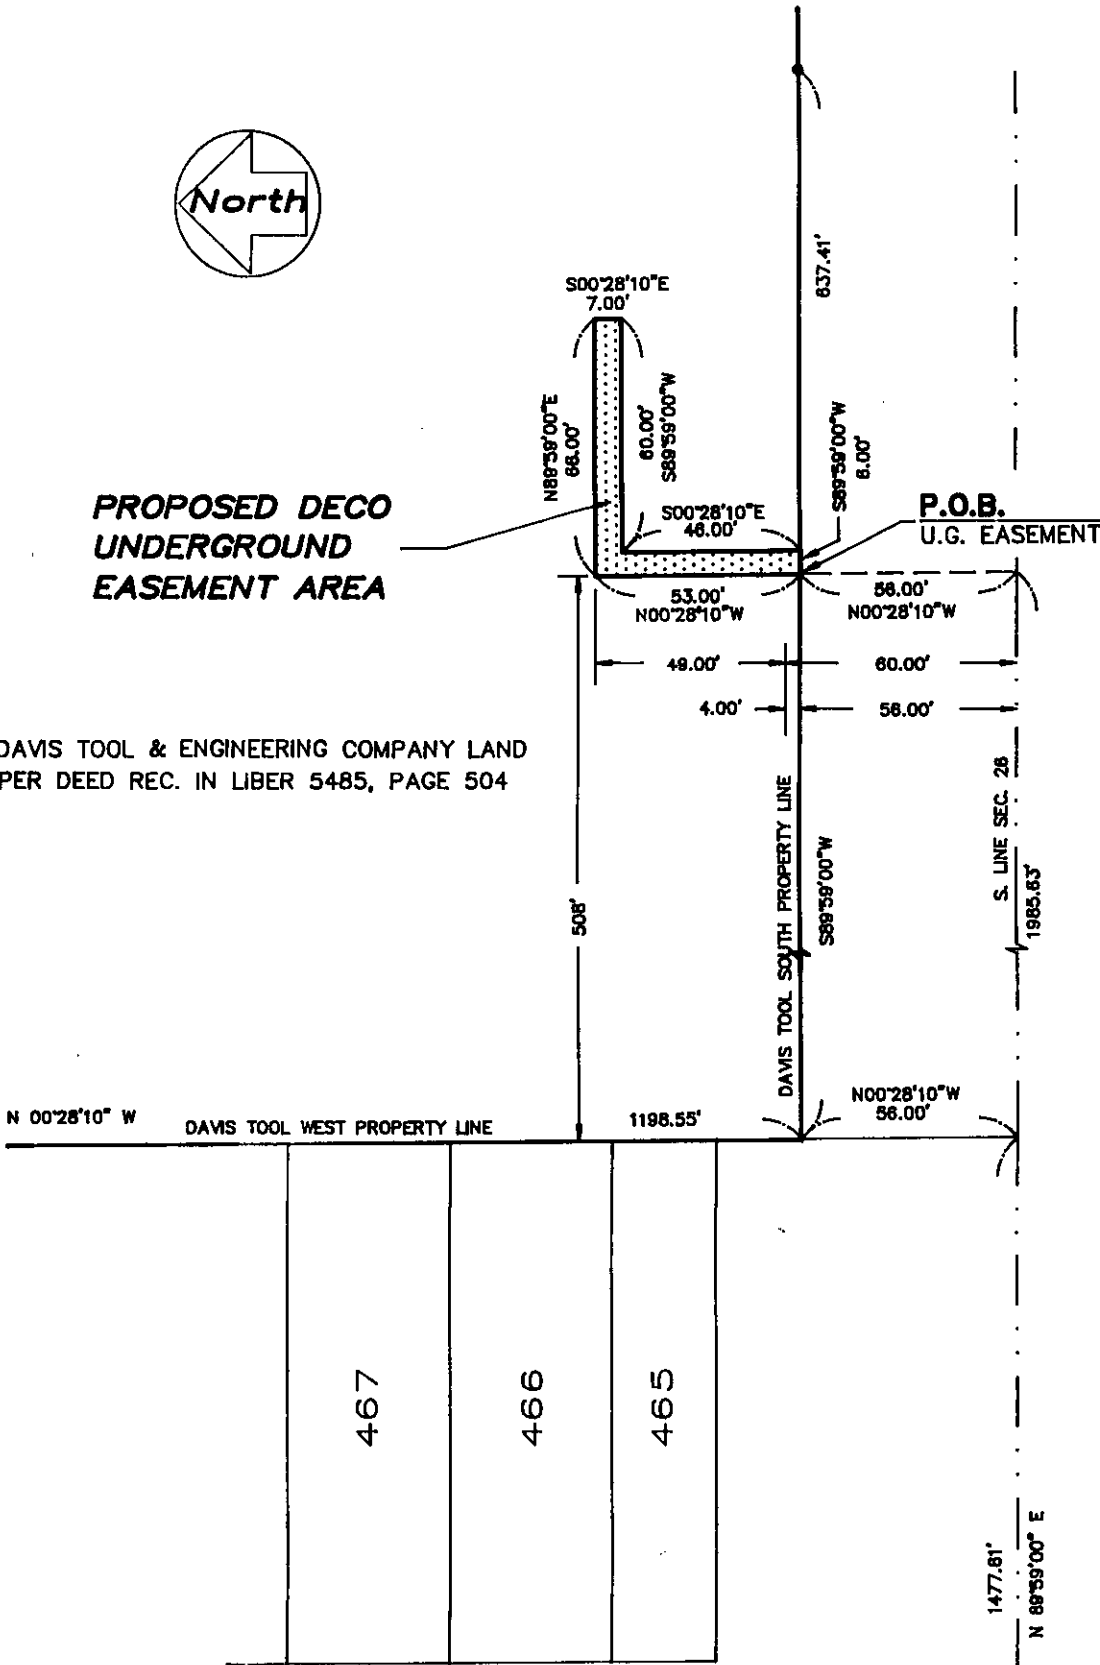 North
637.41'
S00°28'10"E
7.00'
N89°59'00"E
66.00'
60.00'
S89°59'00"W
S89°59'00"W
6.00'
PROPOSED DECO
UNDERGROUND
EASEMENT AREA
S00°28'10"E
46.00'
P.O.B.
U.G. EASEMENT
53.00'
N00°28'10"W
56.00'
N00°28'10"W
49.00'
60.00'
4.00'
56.00'
DAVIS TOOL & ENGINEERING COMPANY LAND
PER DEED REC. IN LIBER 5485, PAGE 504
508'
DAVIS TOOL SOUTH PROPERTY LINE
S89°59'00"W
S. LINE SEC. 26
1985.63'
N 00°28'10" W
DAVIS TOOL WEST PROPERTY LINE
1198.55'
N00°28'10"W
56.00'
467
466
465
1477.61'
N 89°59'00" E